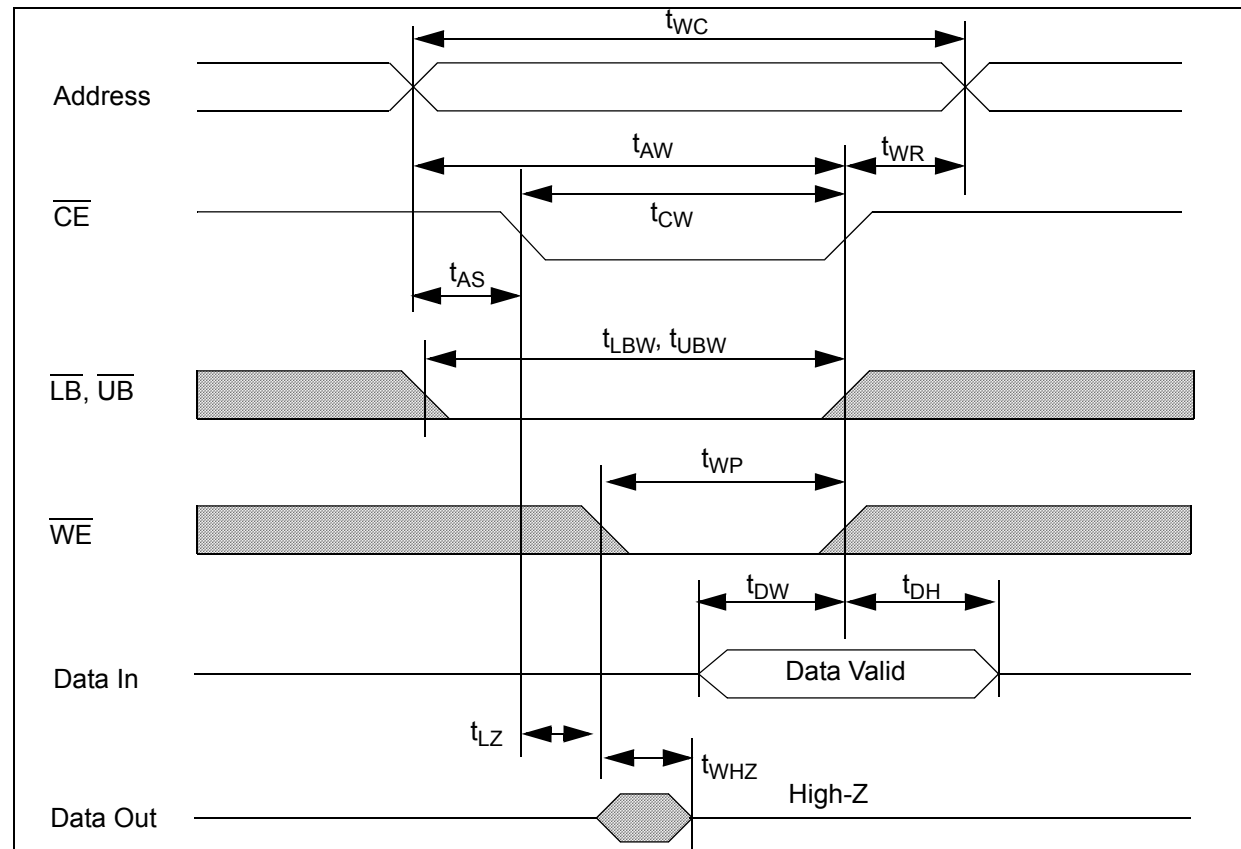 tWC
Address
tAW
tWR
CE
tCW
tAS
tLBW, tUBW
LB, UB
tWP
WE
tDW
tDH
Data In
Data Valid
tLZ
tWHZ
High-Z
Data Out